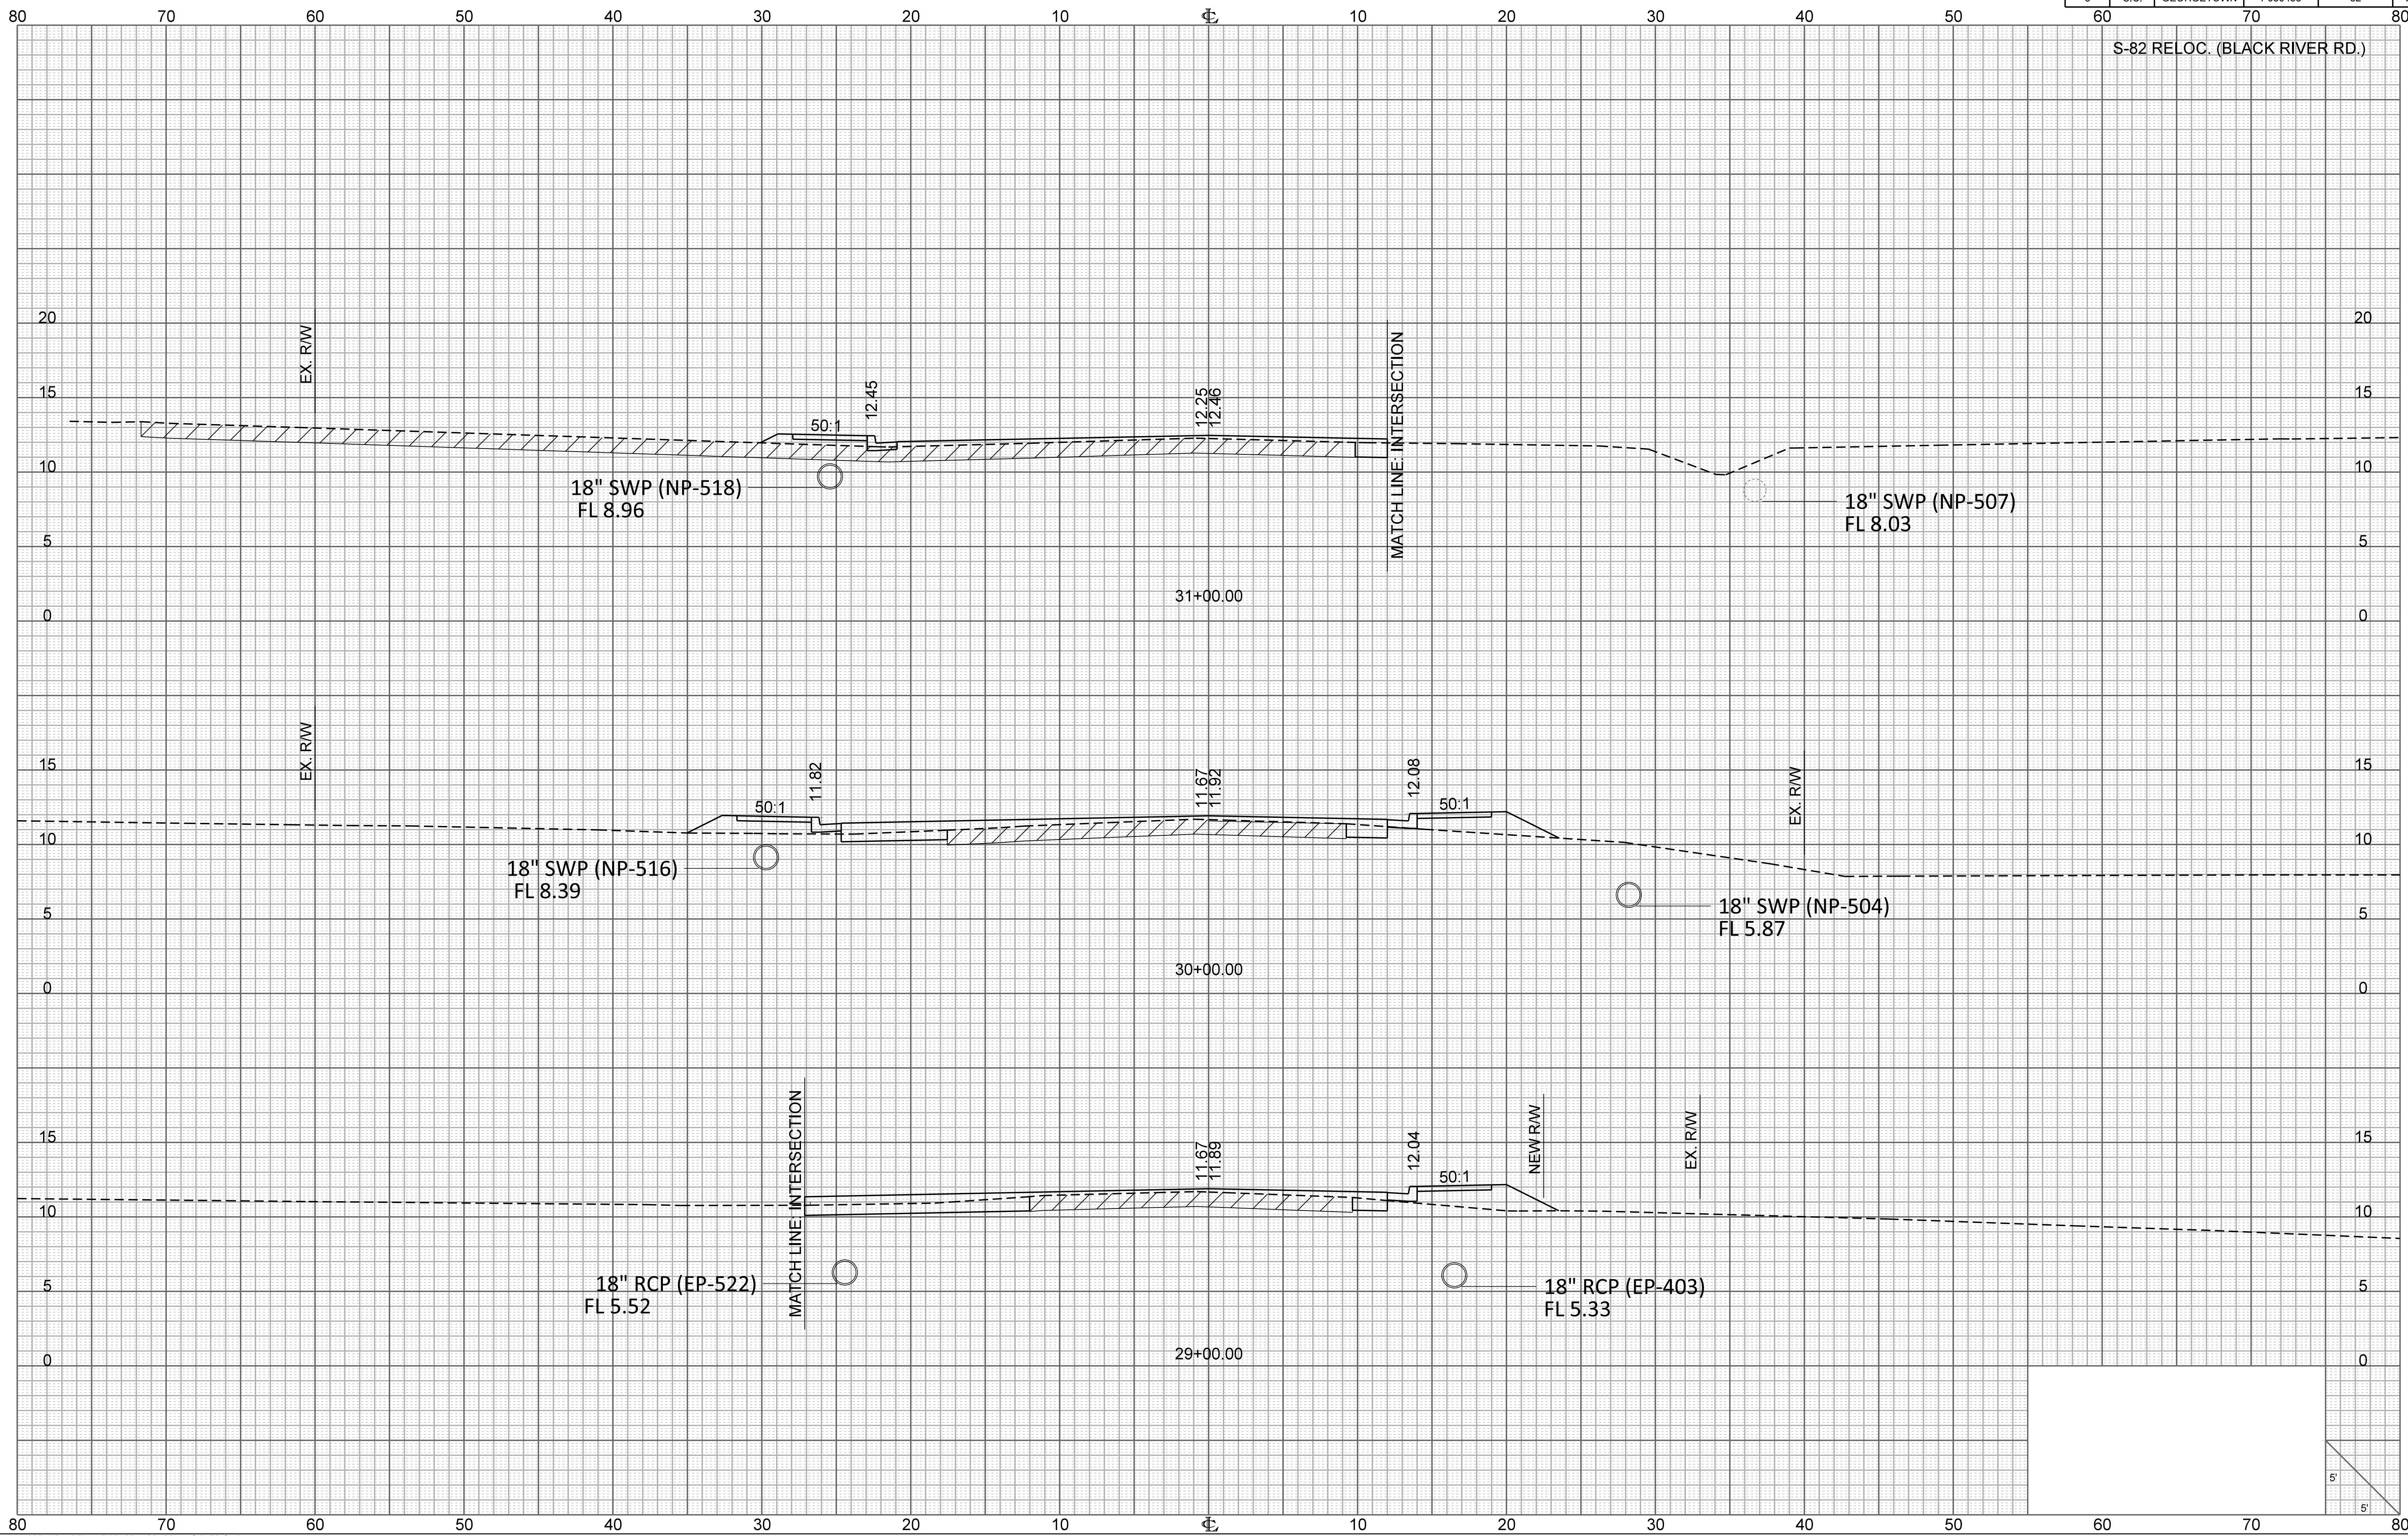 80 70 60 50 40 30 20 10 ℄ 10 20 30 40 50 60 70 80
S-82 RELOC. (BLACK RIVER RD.)
20 20
EX. R/W
MATCH LINE: INTERSECTION
15 15
12.45
12.25
12.46
50:1
10 10
18" SWP (NP-518)
FL 8.96
18" SWP (NP-507)
FL 8.03
5 5
31+00.00
0 0
EX. R/W
15 15
11.82
11.67
11.92
12.08
EX. R/W
50:1 50:1
10 10
18" SWP (NP-516)
FL 8.39
18" SWP (NP-504)
FL 5.87
5 5
30+00.00
0 0
MATCH LINE: INTERSECTION
15 15
11.67
11.89
12.04
NEW R/W
EX. R/W
50:1
10 10
18" RCP (EP-522)
FL 5.52
18" RCP (EP-403)
FL 5.33
5 5
29+00.00
0 0
5'
5'
80 70 60 50 40 30 20 10 ℄ 10 20 30 40 50 60 70 80